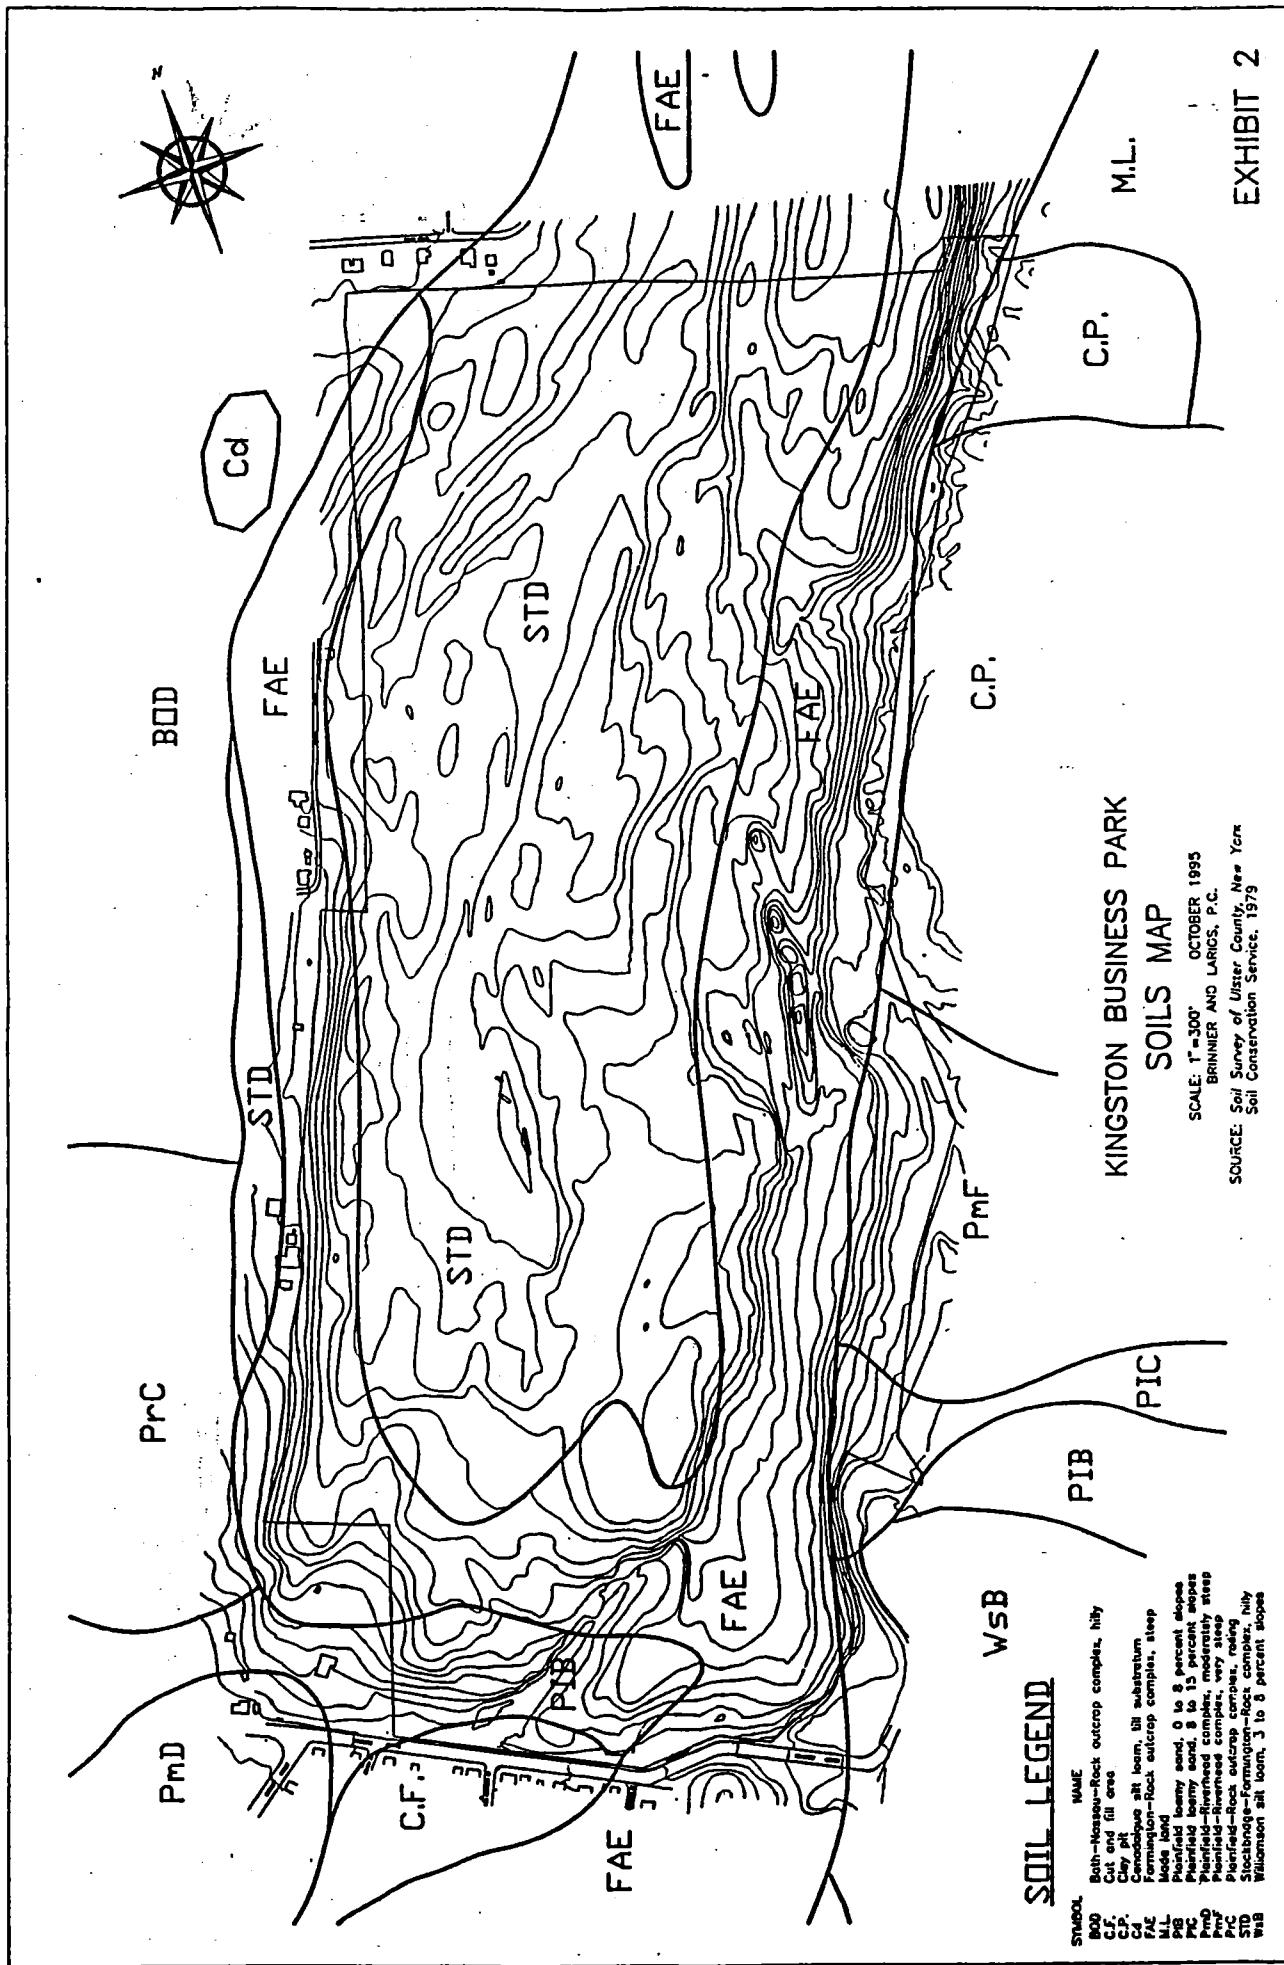 N
BOD
Cd
FAE
FAE
STD
PrC
STD
STD
PmD
FAE
C.F.
PIB
FAE
FAE
M.L.
C.P.
C.P.
PmF
PIC
PIB
WsB
KINGSTON BUSINESS PARK
SOILS MAP
SCALE: 1"=300' OCTOBER 1995
BRINNIER AND LARIOS, P.C.
SOURCE: Soil Survey of Ulster County, New York
Soil Conservation Service, 1979
EXHIBIT 2
SOIL LEGEND
SYMBOL NAME
BOD Bath-Nassau-Rock outcrop complex, hilly
C.F. Cut and fill area
C.P. Clay pit
Cd Canadaigua silt loam, till substratum
FAE Farmington-Rock outcrop complex, steep
M.L. Made land
PIB Plainfield loamy sand, 0 to 8 percent slopes
PIC Plainfield loamy sand, 8 to 15 percent slopes
PmD Plainfield-Riverhead complex, moderately steep
PmF Plainfield-Riverhead complex, very steep
PrC Plainfield-Rock outcrop complex, rolling
STD Stockbridge-Farmington-Rock complex, hilly
WsB Williamson silt loam, 3 to 8 percent slopes